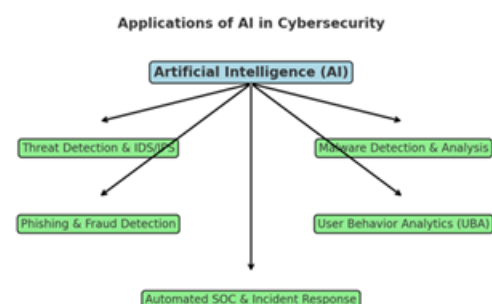 Applications of AI in Cybersecurity
Artificial Intelligence (AI)
Threat Detection & IDS/IPS
Malware Detection & Analysis
Phishing & Fraud Detection
User Behavior Analytics (UBA)
Automated SOC & Incident Response